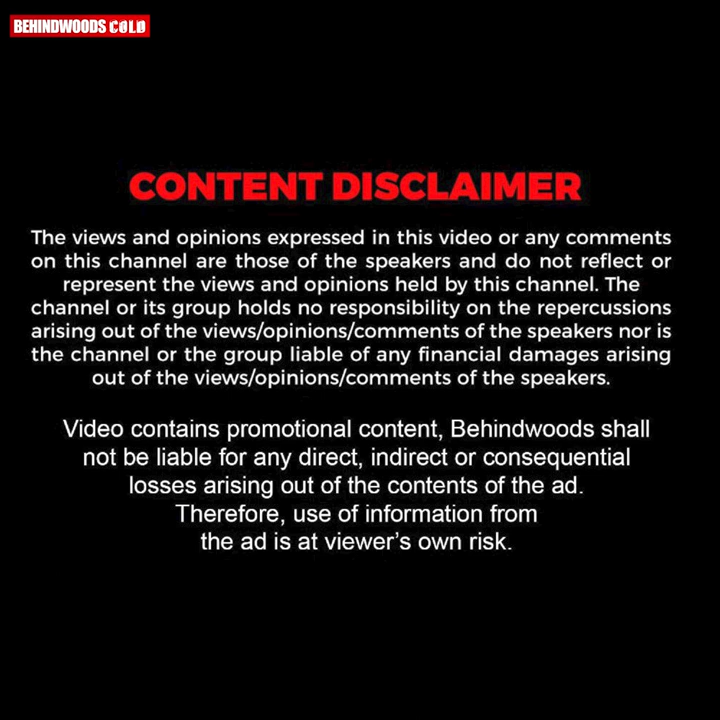 BEHINDWOODS COLD
CONTENT DISCLAIMER
The views and opinions expressed in this video or any comments
on this channel are those of the speakers and do not reflect or
represent the views and opinions held by this channel. The
channel or its group holds no responsibility on the repercussions
arising out of the views/opinions/comments of the speakers nor is
the channel or the group liable of any financial damages arising
out of the views/opinions/comments of the speakers.
Video contains promotional content, Behindwoods shall
not be liable for any direct, indirect or consequential
losses arising out of the contents of the ad.
Therefore, use of information from
the ad is at viewer's own risk.